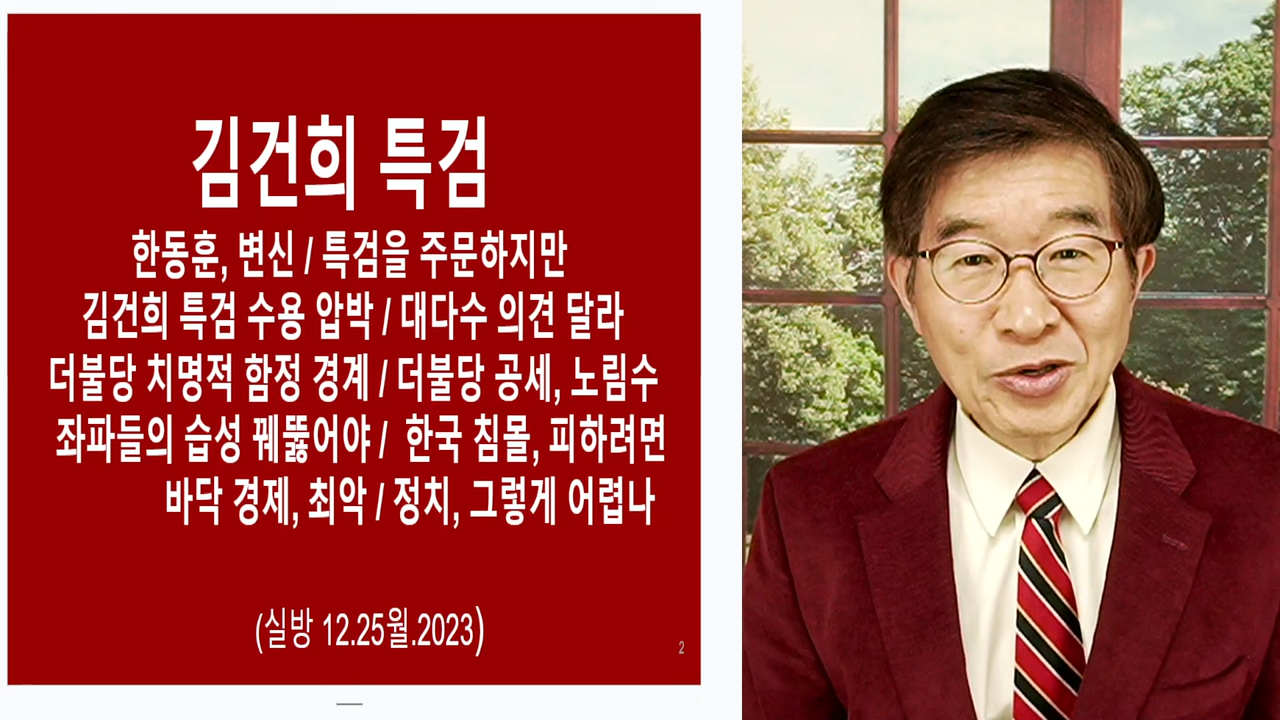 김건희 특검
한동훈, 변신 / 특검을 주문하지만
김건희 특검 수용 압박 / 대다수 의견 달라
더불당 치명적 함정 경계 / 더불당 공세, 노림수
좌파들의 습성 꿰뚫어야 / 한국 침몰, 피하려면
바닥 경제, 최악 / 정치, 그렇게 어렵나
(실방 12.25월.2023)
2